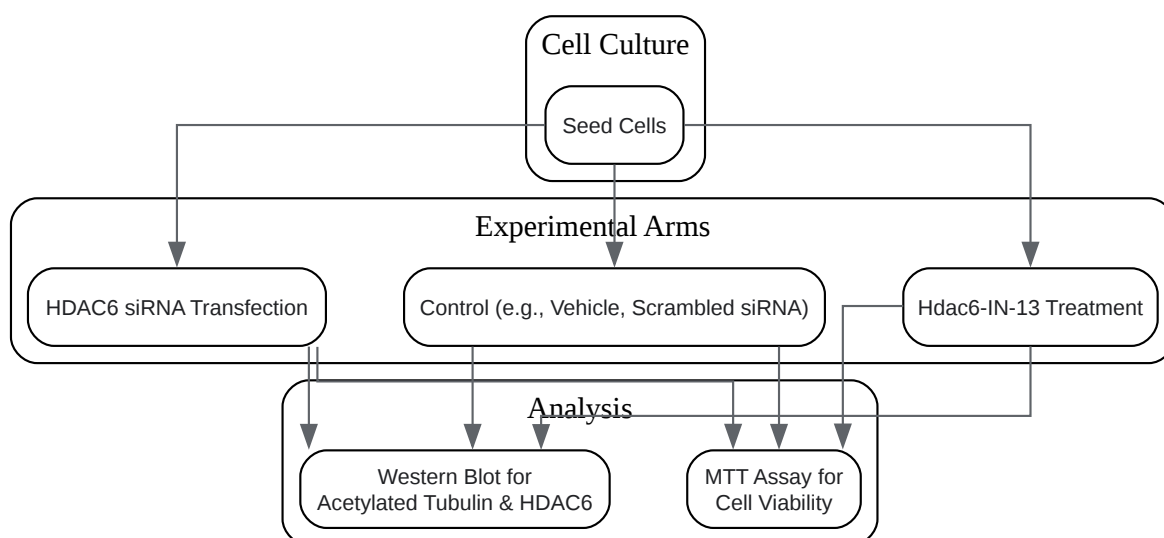 Cell Culture
Seed Cells
Experimental Arms
HDAC6 siRNA Transfection
Control (e.g., Vehicle, Scrambled siRNA)
Hdac6-IN-13 Treatment
Analysis
Western Blot for
Acetylated Tubulin & HDAC6
MTT Assay for
Cell Viability